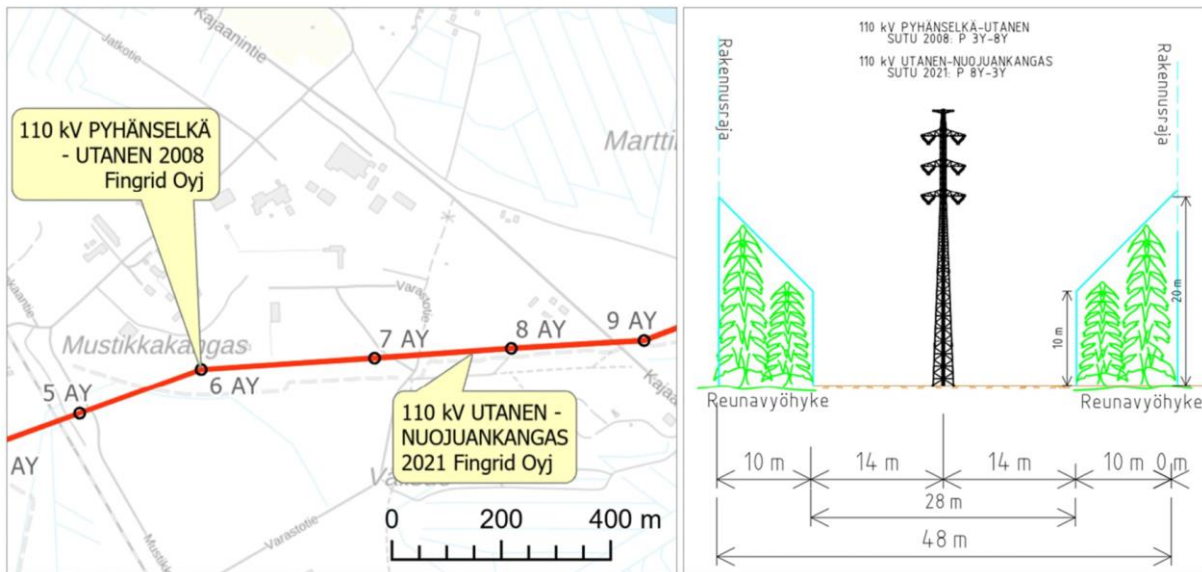 Kajaanintie
Jatkotie
110 kV PYHÄNSELKÄ
- UTANEN 2008
Fingrid Oyj
Varastotie
Mustikkakangas
5 AY
6 AY
7 AY
8 AY
9 AY
AY
110 kV UTANEN -
NUOJUANKANGAS
2021 Fingrid Oyj
Varastotie
0 200 400 m
110 kV PYHÄNSELKÄ-UTANEN
SUTU 2008: P 3Y-8Y
110 kV UTANEN-NUOJUANKANGAS
SUTU 2021: P 8Y-3Y
Rakennusraja
Rakennusraja
10 m
20 m
Reunavyöhyke
Reunavyöhyke
10 m 14 m 14 m 10 m 0 m
28 m
48 m